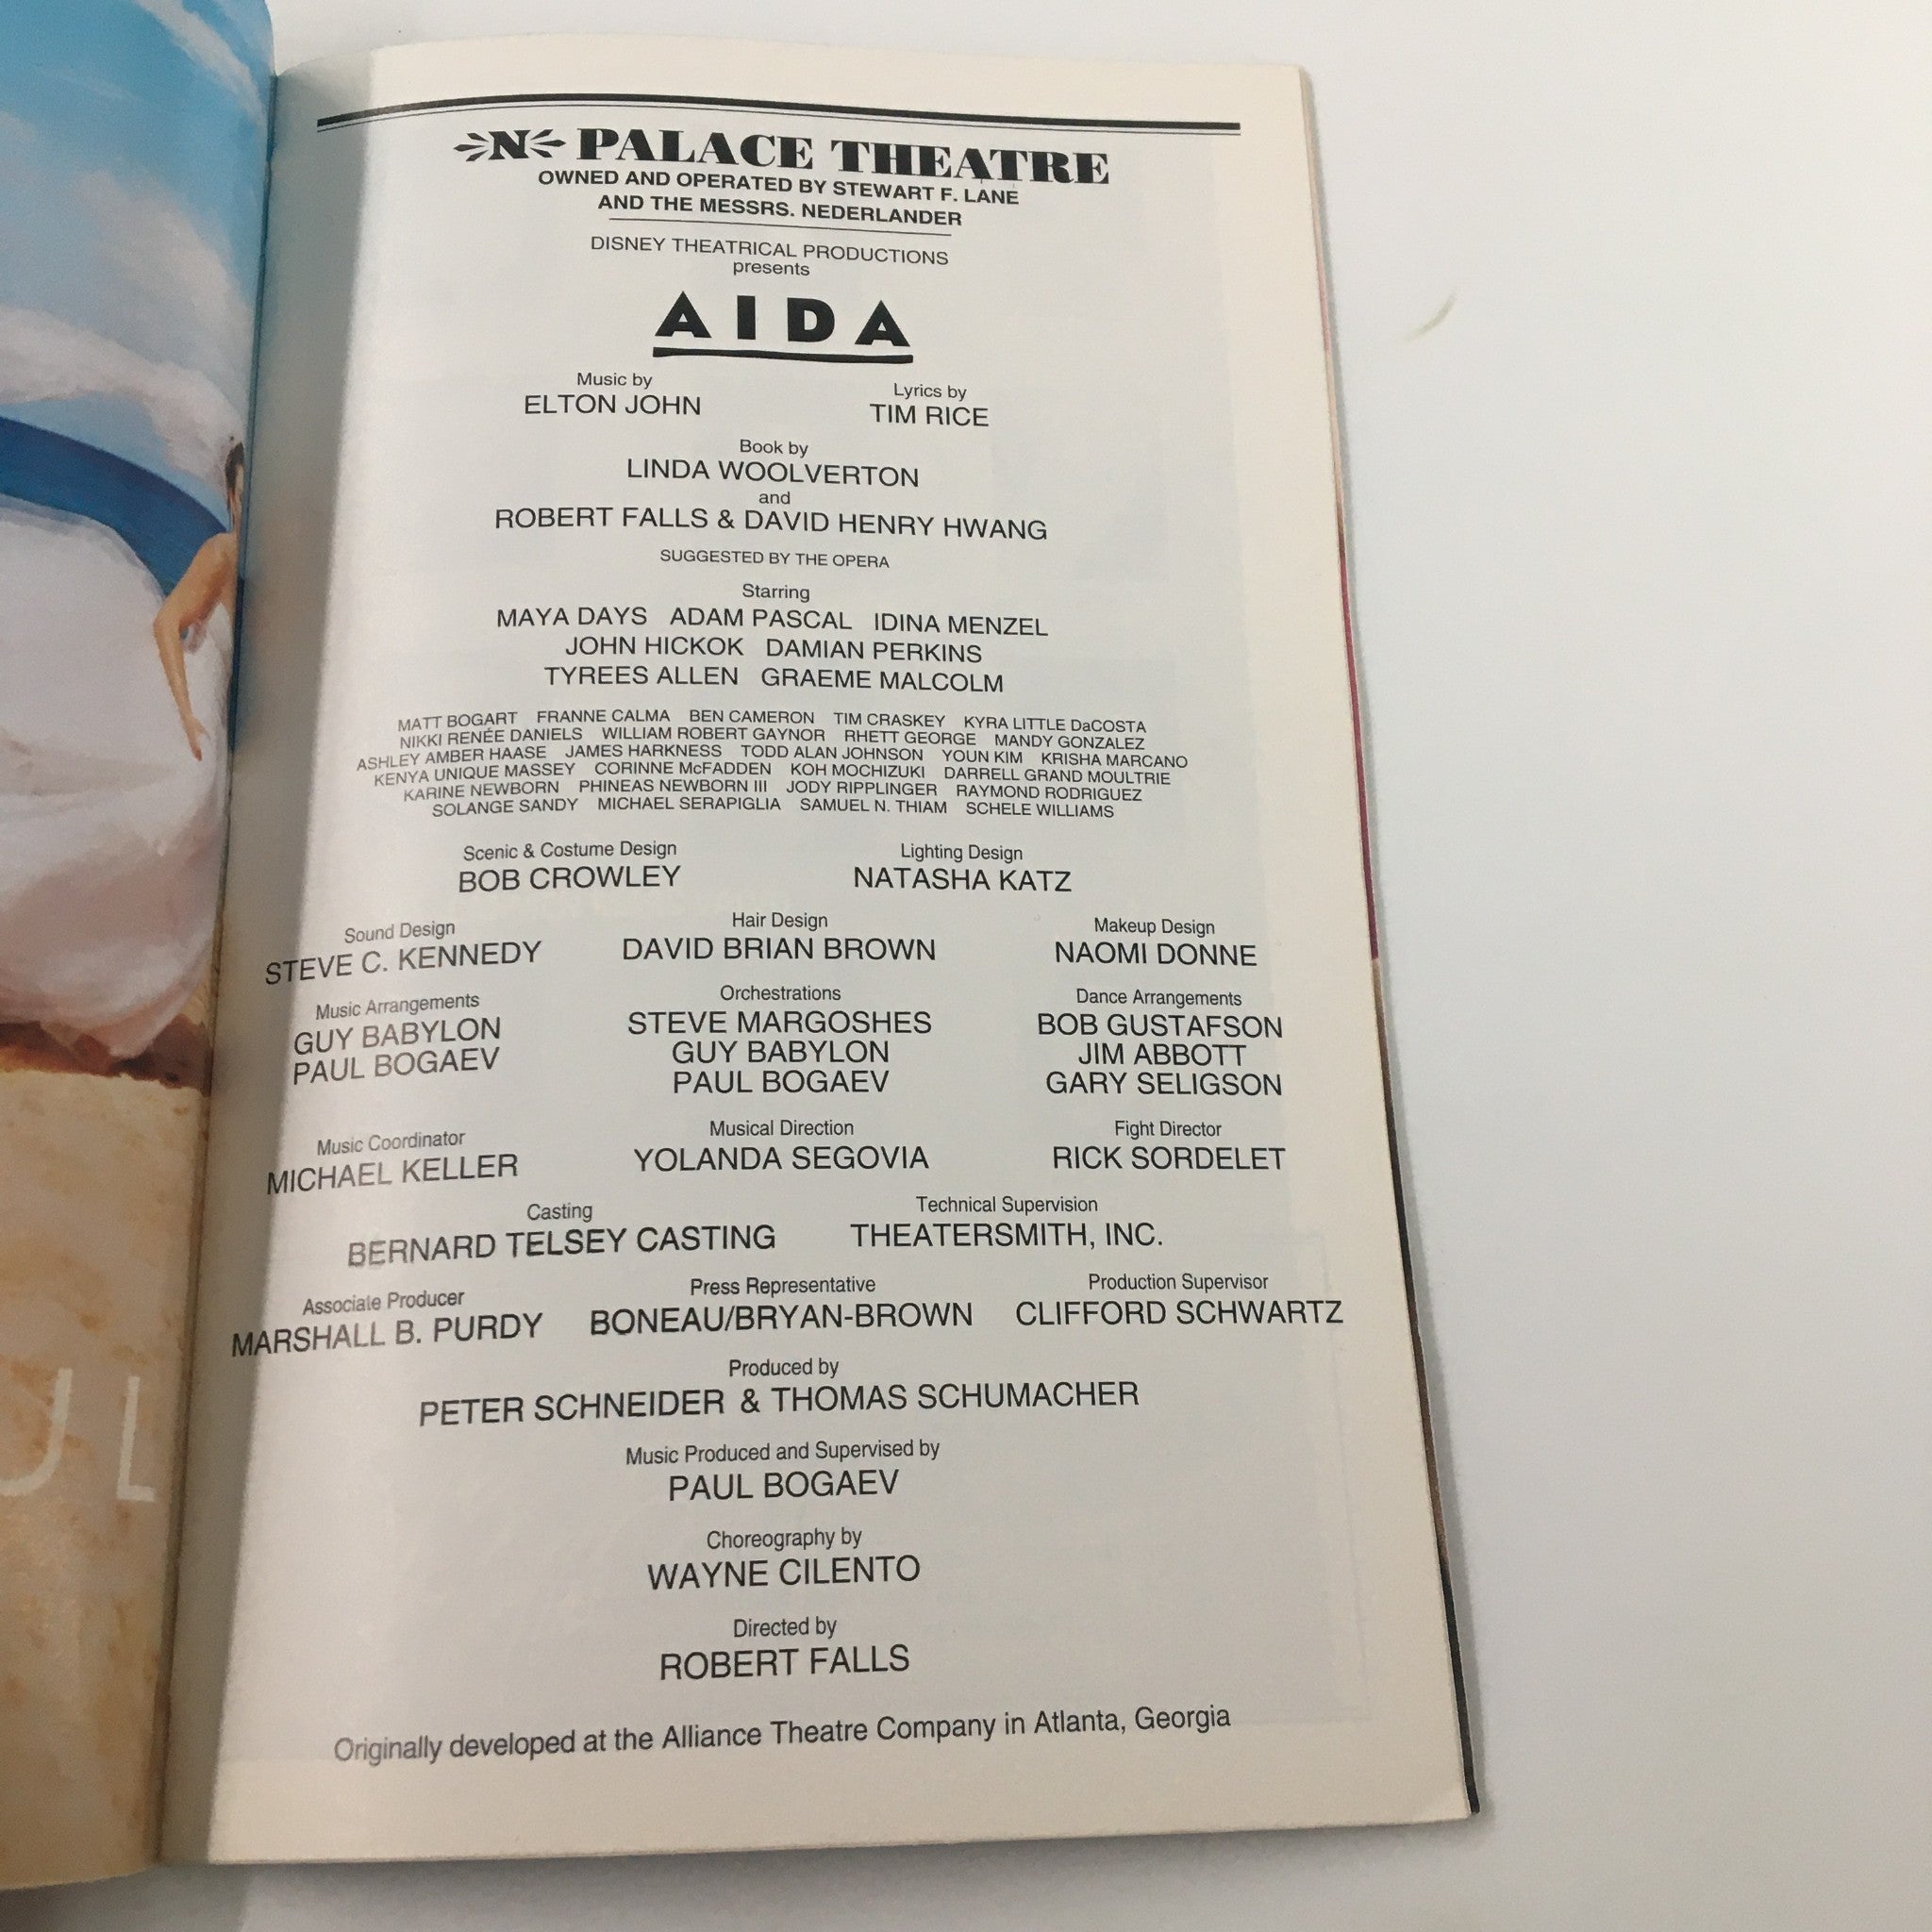 N PALACE THEATRE
OWNED AND OPERATED BY STEWART F. LANE
AND THE MESSRS. NEDERLANDER
DISNEY THEATRICAL PRODUCTIONS
presents
AIDA
Music by Lyrics by
ELTON JOHN TIM RICE
Book by
LINDA WOOLVERTON
and
ROBERT FALLS & DAVID HENRY HWANG
SUGGESTED BY THE OPERA
Starring
MAYA DAYS ADAM PASCAL IDINA MENZEL
JOHN HICKOK DAMIAN PERKINS
TYREES ALLEN GRAEME MALCOLM
MATT BOGART FRANNE CALMA BEN CAMERON TIM CRASKEY KYRA LITTLE DaCOSTA
NIKKI RENÉE DANIELS WILLIAM ROBERT GAYNOR RHETT GEORGE MANDY GONZALEZ
ASHLEY AMBER HAASE JAMES HARKNESS TODD ALAN JOHNSON YOUN KIM KRISHA MARCANO
KENYA UNIQUE MASSEY CORINNE McFADDEN KOH MOCHIZUKI DARRELL GRAND MOULTRIE
KARINE NEWBORN PHINEAS NEWBORN III JODY RIPPLINGER RAYMOND RODRIGUEZ
SOLANGE SANDY MICHAEL SERAPIGLIA SAMUEL N. THIAM SCHELE WILLIAMS
Scenic & Costume Design Lighting Design
BOB CROWLEY NATASHA KATZ
Sound Design Hair Design Makeup Design
STEVE C. KENNEDY DAVID BRIAN BROWN NAOMI DONNE
Music Arrangements Orchestrations Dance Arrangements
GUY BABYLON STEVE MARGOSHES BOB GUSTAFSON
PAUL BOGAEV GUY BABYLON JIM ABBOTT
PAUL BOGAEV GARY SELIGSON
Music Coordinator Musical Direction Fight Director
MICHAEL KELLER YOLANDA SEGOVIA RICK SORDELET
Casting Technical Supervision
BERNARD TELSEY CASTING THEATERSMITH, INC.
Associate Producer Press Representative Production Supervisor
MARSHALL B. PURDY BONEAU/BRYAN-BROWN CLIFFORD SCHWARTZ
Produced by
PETER SCHNEIDER & THOMAS SCHUMACHER
Music Produced and Supervised by
PAUL BOGAEV
Choreography by
WAYNE CILENTO
Directed by
ROBERT FALLS
Originally developed at the Alliance Theatre Company in Atlanta, Georgia